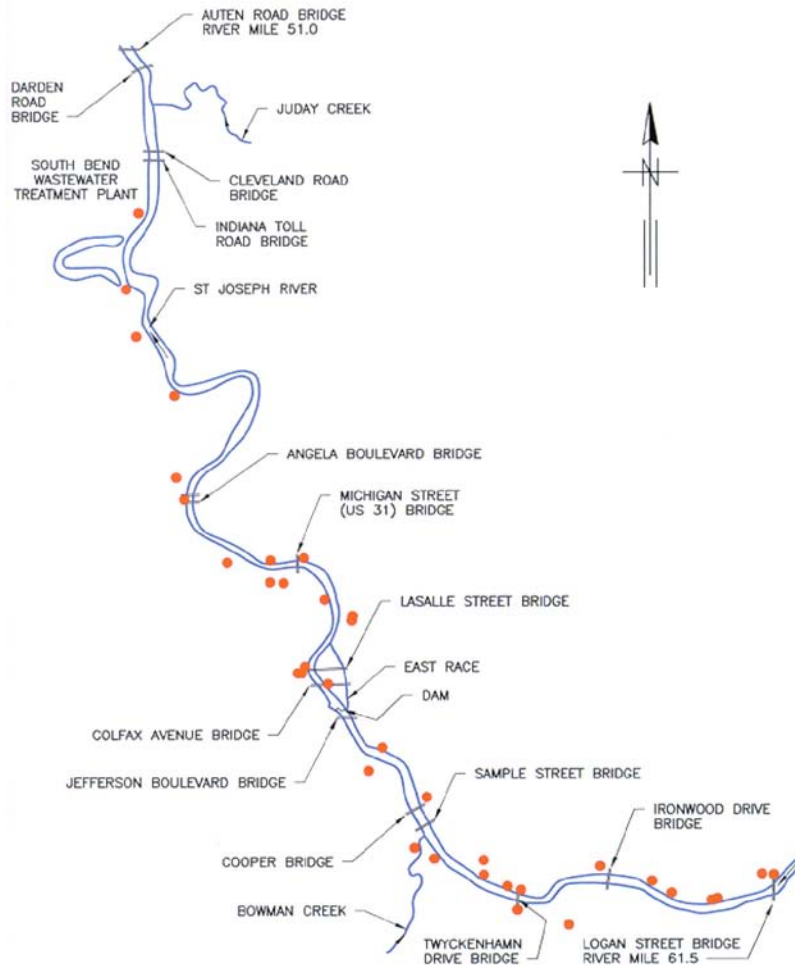 AUTEN ROAD BRIDGE
RIVER MILE 51.0
DARDEN
ROAD
BRIDGE
JUDAY CREEK
SOUTH BEND
WASTEWATER
TREATMENT PLANT
CLEVELAND ROAD
BRIDGE
INDIANA TOLL
ROAD BRIDGE
N
ST JOSEPH RIVER
ANGELA BOULEVARD BRIDGE
MICHIGAN STREET
(US 31) BRIDGE
LASALLE STREET BRIDGE
EAST RACE
DAM
COLFAX AVENUE BRIDGE
JEFFERSON BOULEVARD BRIDGE
SAMPLE STREET BRIDGE
IRONWOOD DRIVE
BRIDGE
COOPER BRIDGE
BOWMAN CREEK
TWYCKENHAMN
DRIVE BRIDGE
LOGAN STREET BRIDGE
RIVER MILE 61.5